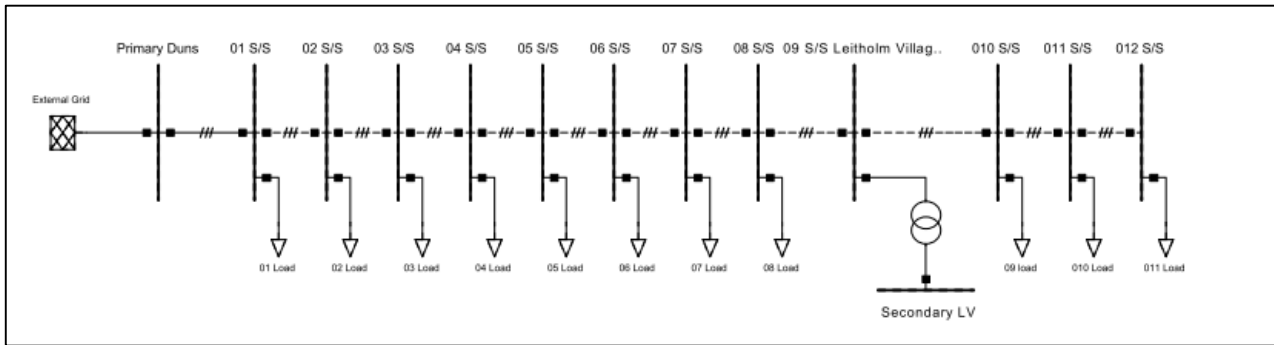 Primary Duns
01 S/S
02 S/S
03 S/S
04 S/S
05 S/S
06 S/S
07 S/S
08 S/S
09 S/S Leitholm Villag..
010 S/S
011 S/S
012 S/S
External Grid
01 Load
02 Load
03 Load
04 Load
05 Load
06 Load
07 Load
08 Load
09 load
010 Load
011 Load
Secondary LV